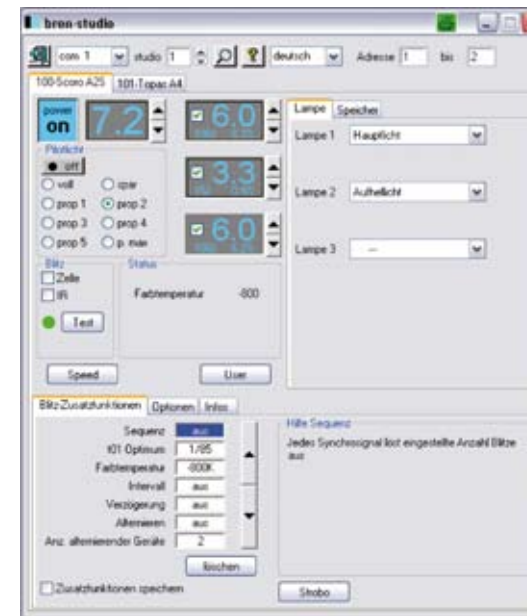 bron-studio
com 1 studio 1 deutsch Adresse 1 bis 2
100-Scoro A2S 101-Topas A4
power
on
7.2
6.0
3.3
6.0
Pilotlicht
off
voll spar
prop 1 prop 2
prop 3 prop 4
prop 5 p. max
Blitz
Zelle
IR
Test
Status
Farbtemperatur -800
Speed User
Lampe Speicher
Lampe 1 Hauptlicht
Lampe 2 Aufhellicht
Lampe 3 ---
Blitz-Zusatzfunktionen Optionen Infos
Sequenz aus
t01 Optimum 1/85
Farbtemperatur -800K
Intervall aus
Verzögerung aus
Alternieren aus
Anz. alternierender Geräte 2
löschen
Zusatzfunktionen speichern
Hilfe Sequenz
Jedes Synchrosignal löst eingestellte Anzahl Blitze
aus
Strobo